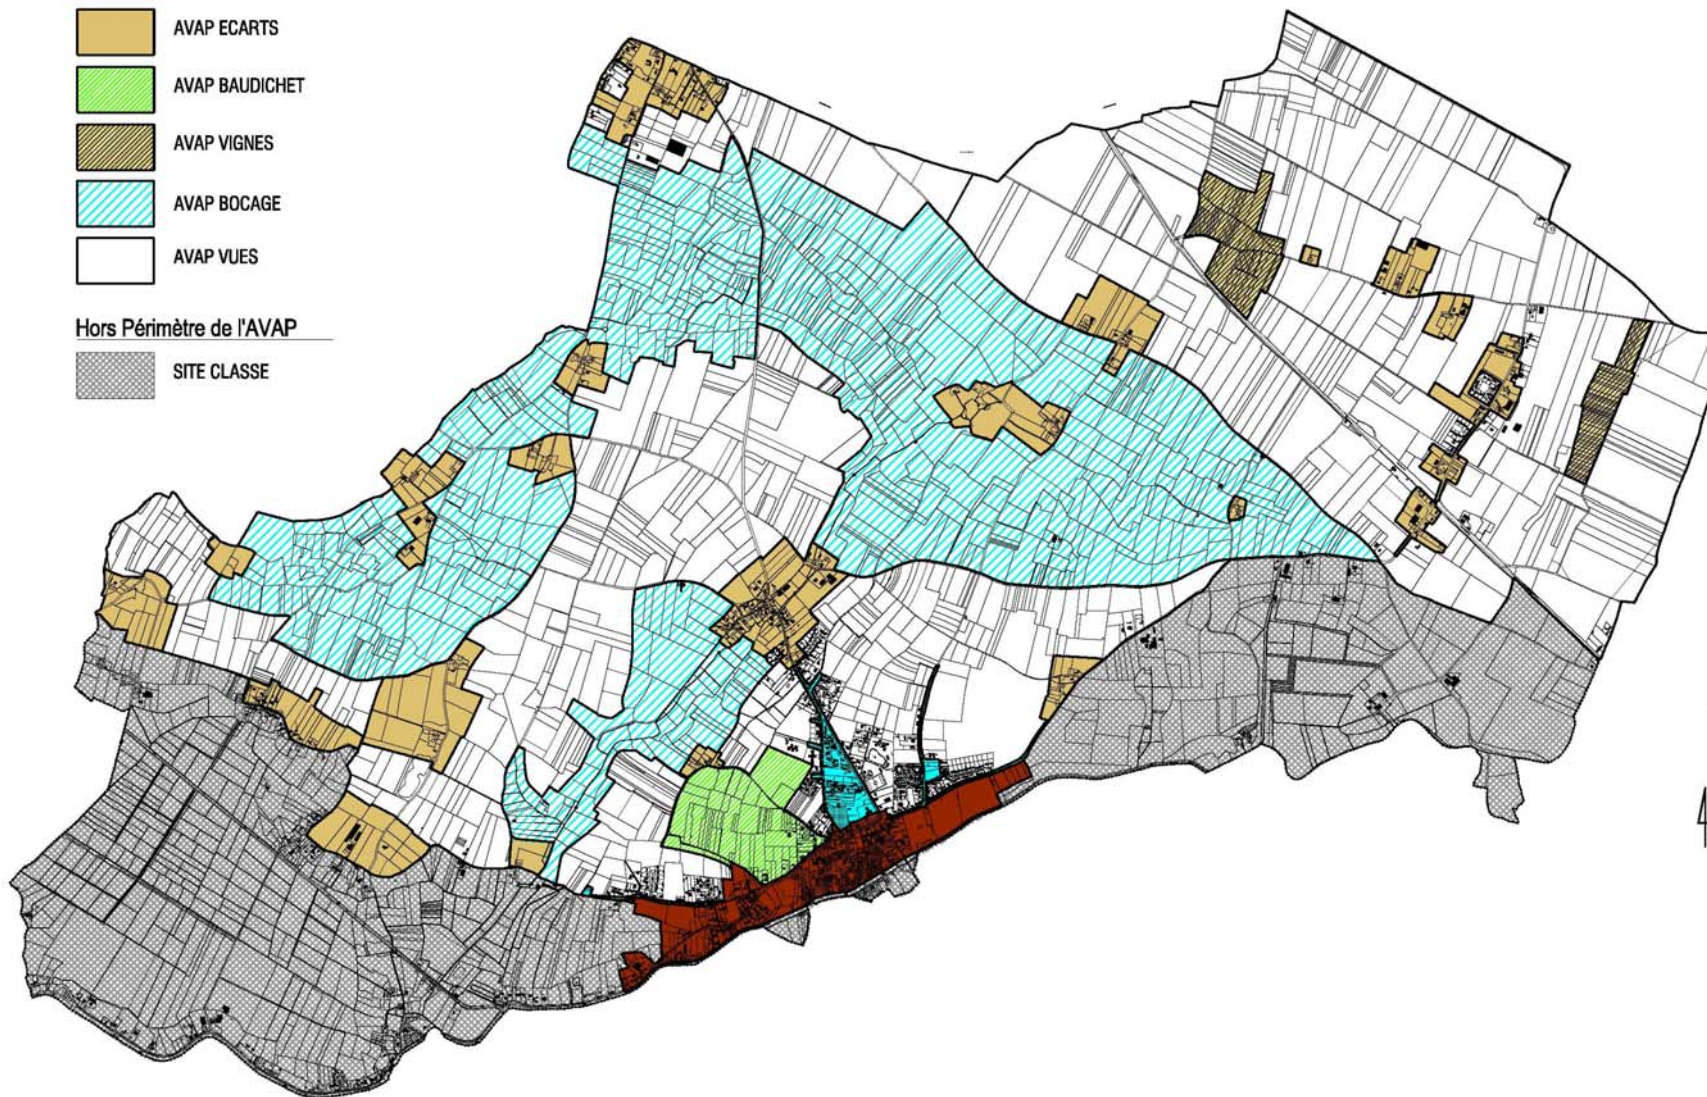 AVAP ECARTS
AVAP BAUDICHET
AVAP VIGNES
AVAP BOCAGE
AVAP VUES
Hors Périmètre de l'AVAP
SITE CLASSE